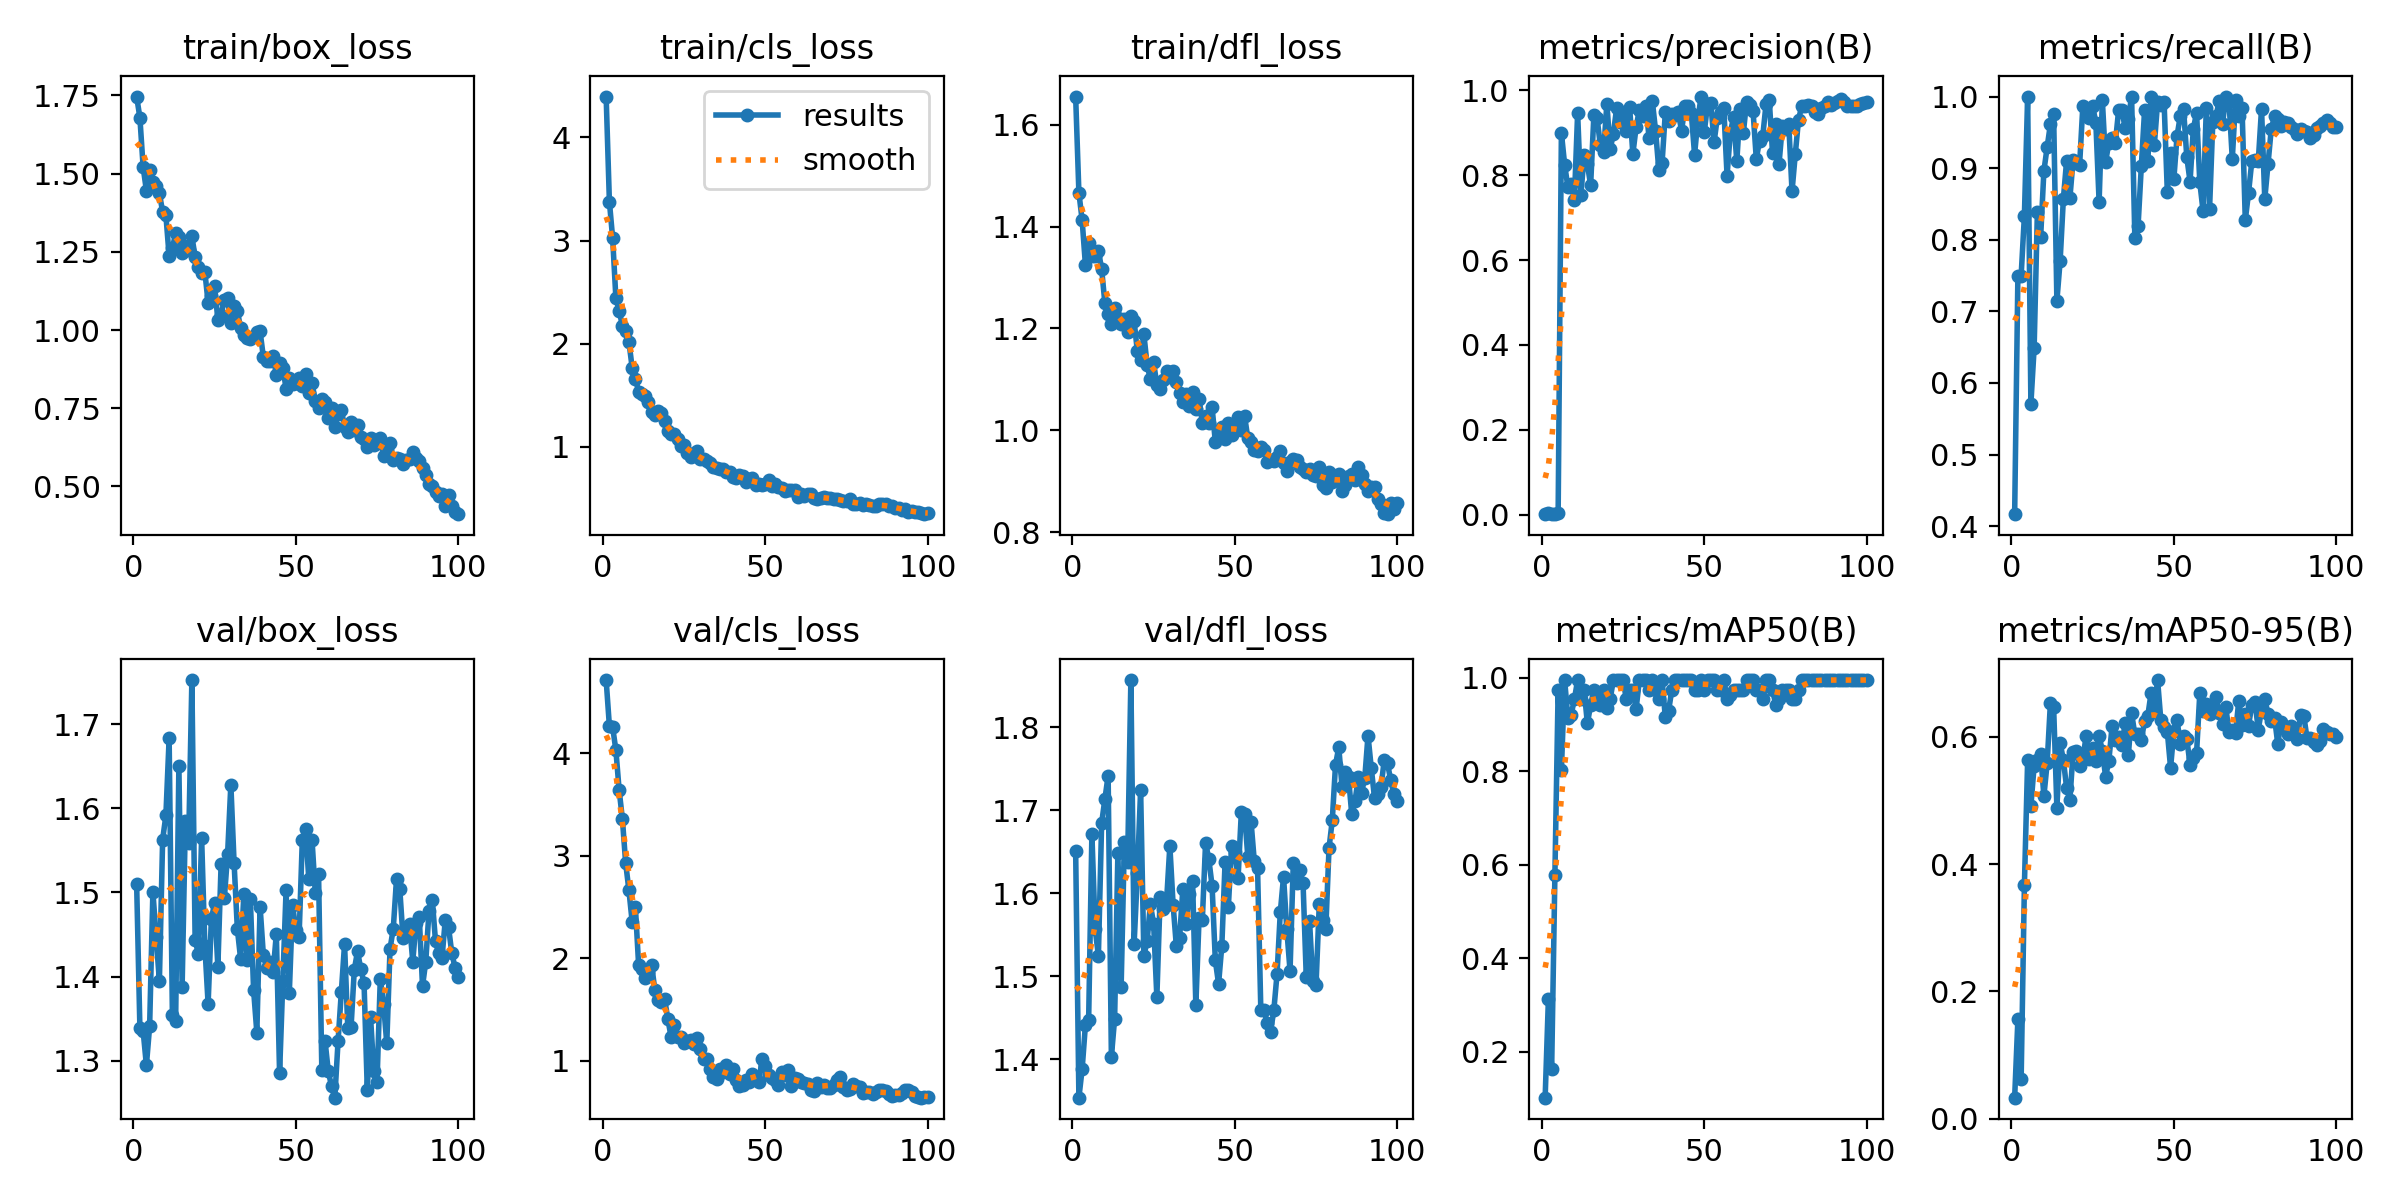 train/box_loss
1.75
1.50
1.25
1.00
0.75
0.50
0 50 100
train/cls_loss
results
smooth
4
3
2
1
0 50 100
train/dfl_loss
1.6
1.4
1.2
1.0
0.8
0 50 100
metrics/precision(B)
1.0
0.8
0.6
0.4
0.2
0.0
0 50 100
metrics/recall(B)
1.0
0.9
0.8
0.7
0.6
0.5
0.4
0 50 100
val/box_loss
1.7
1.6
1.5
1.4
1.3
0 50 100
val/cls_loss
4
3
2
1
0 50 100
val/dfl_loss
1.8
1.7
1.6
1.5
1.4
0 50 100
metrics/mAP50(B)
1.0
0.8
0.6
0.4
0.2
0 50 100
metrics/mAP50-95(B)
0.6
0.4
0.2
0.0
0 50 100